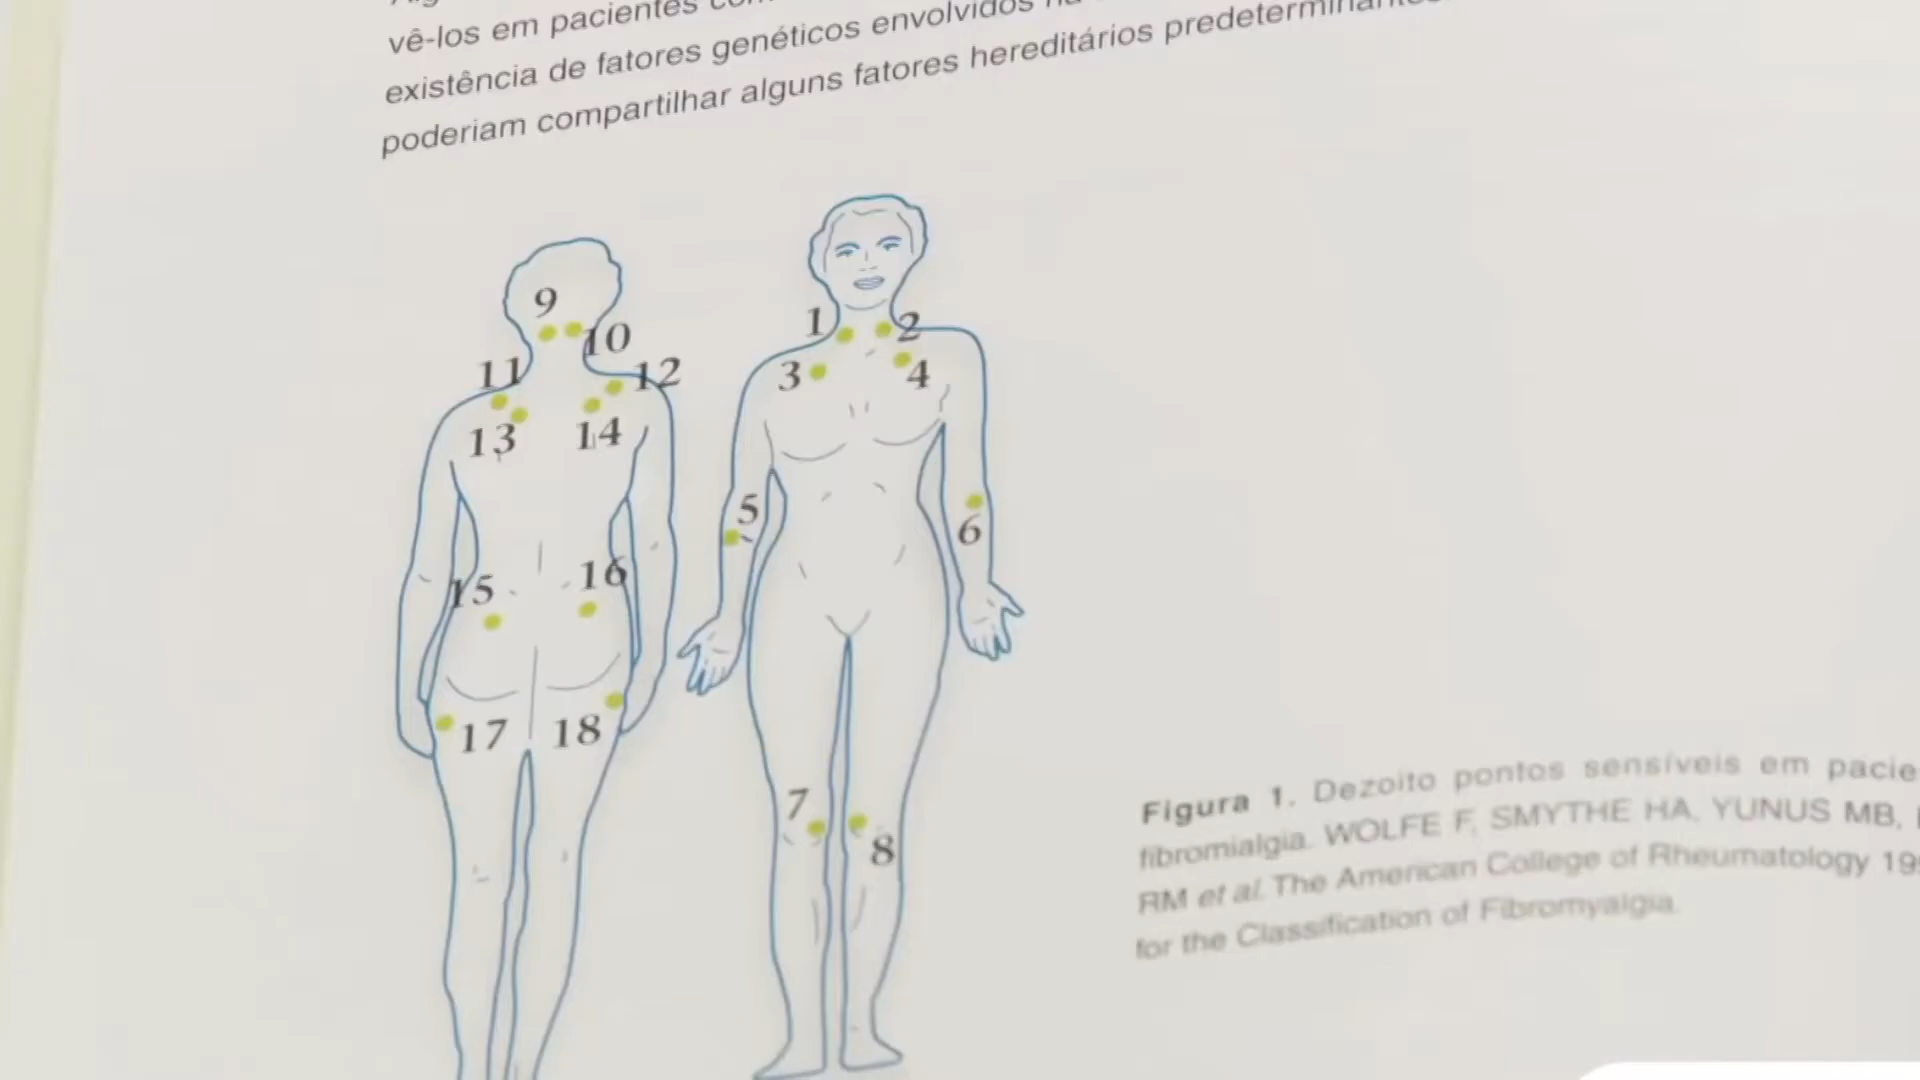 vê-los em pacientes
existência de fatores genéticos envolvidos
poderiam compartilhar alguns fatores hereditários
9
10
11
12
13
14
15
16
17
18
1
2
3
4
5
6
7
8
Figura 1. Dezoito pontos sensíveis em
fibromialgia. WOLFE F, SMYTHE HA, YUNUS MB,
RM et al. The American College of Rheumatology
for the Classification of Fibromyalgia.